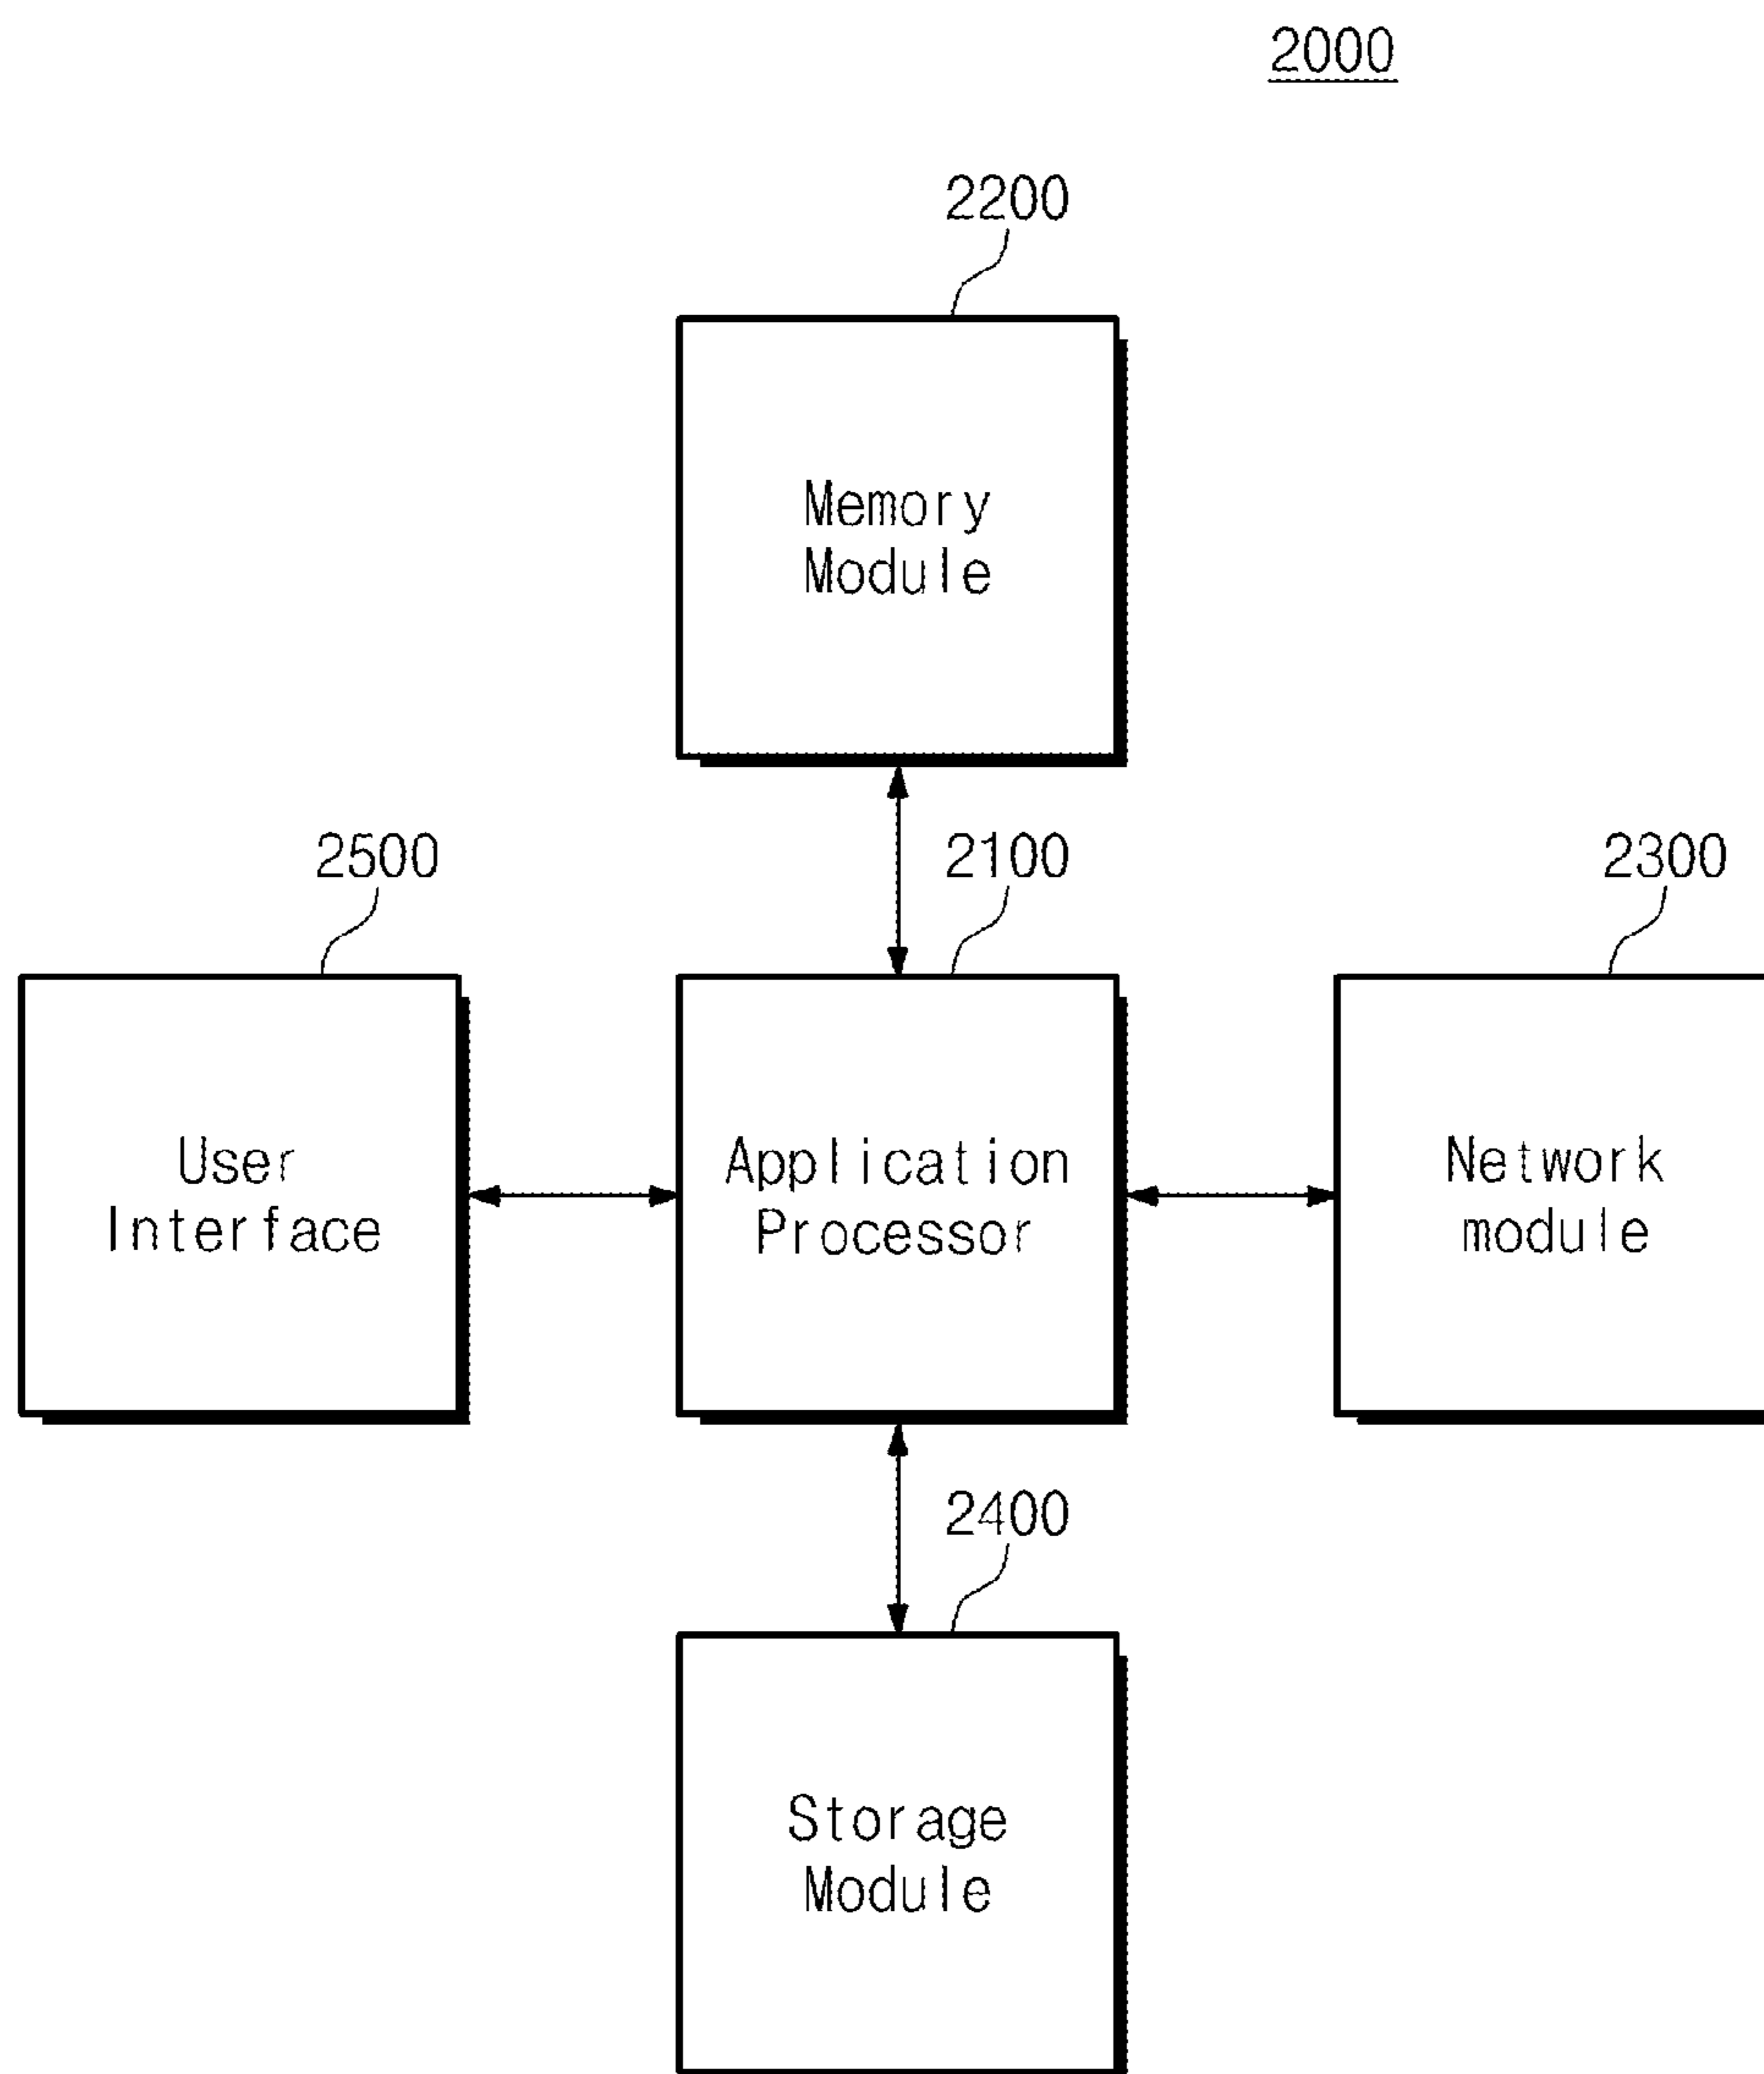 2000
2200
Memory
Module
2500
2100
2300
User
Interface
Application
Processor
Network
module
2400
Storage
Module